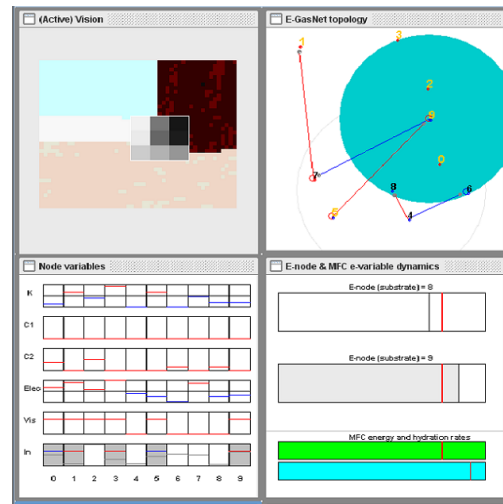 (Active) Vision
E-GasNet topology
1
3
2
9
0
7
8
6
5
4
Node variables
K
C1
C2
Elec
Vis
In
0 1 2 3 4 5 6 7 8 9
E-node & MFC e-variable dynamics
E-node (substrate) = 8
E-node (substrate) = 9
MFC energy and hydration rates